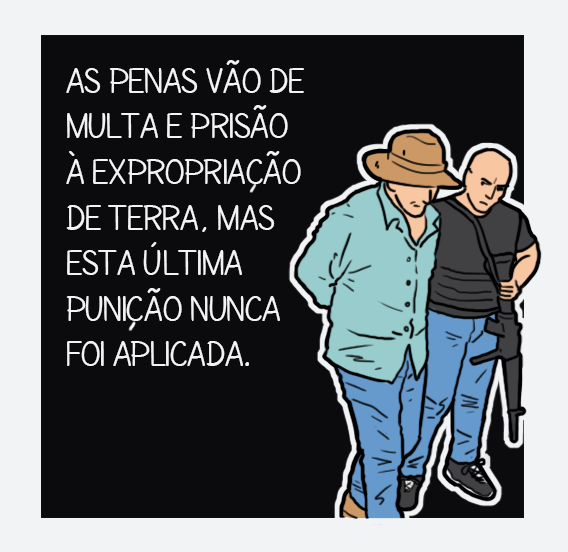 AS PENAS VÃO DE
MULTA E PRISÃO
À EXPROPRIAÇÃO
DE TERRA, MAS
ESTA ÚLTIMA
PUNIÇÃO NUNCA
FOI APLICADA.